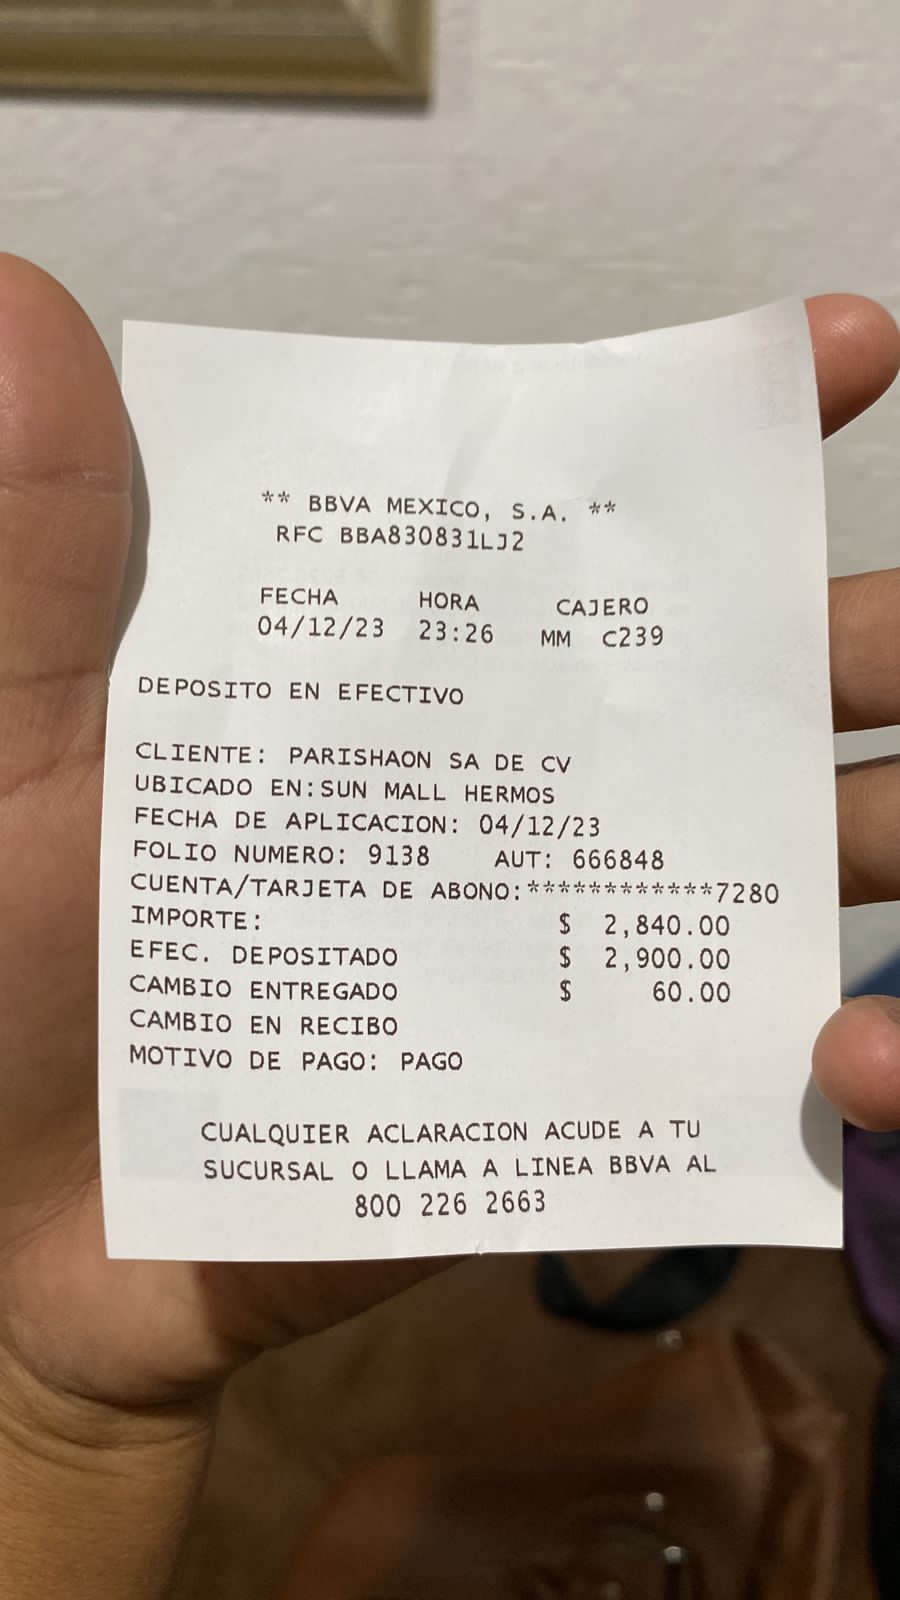 ** BBVA MEXICO, S.A. **
RFC BBA830831LJ2
FECHA HORA CAJERO
04/12/23 23:26 MM C239
DEPOSITO EN EFECTIVO
CLIENTE: PARISHAON SA DE CV
UBICADO EN:SUN MALL HERMOS
FECHA DE APLICACION: 04/12/23
FOLIO NUMERO: 9138 AUT: 666848
CUENTA/TARJETA DE ABONO:************7280
IMPORTE: $ 2,840.00
EFEC. DEPOSITADO $ 2,900.00
CAMBIO ENTREGADO $ 60.00
CAMBIO EN RECIBO
MOTIVO DE PAGO: PAGO
CUALQUIER ACLARACION ACUDE A TU
SUCURSAL O LLAMA A LINEA BBVA AL
800 226 2663